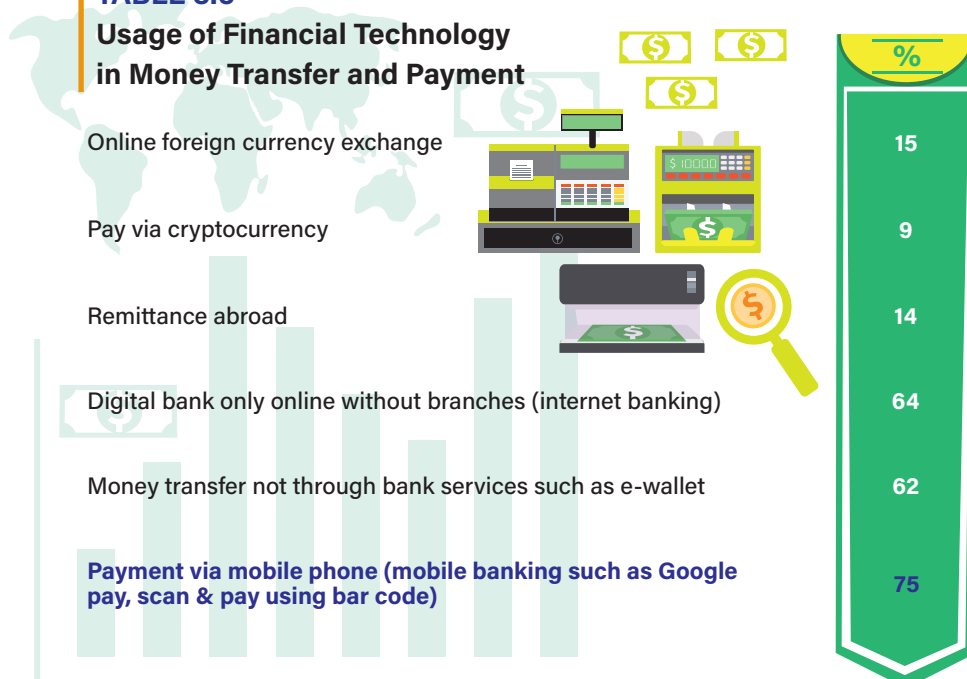 Usage of Financial Technology
in Money Transfer and Payment
%
Online foreign currency exchange 15
$ 10000
Pay via cryptocurrency 9
Remittance abroad 14
Digital bank only online without branches (internet banking) 64
Money transfer not through bank services such as e-wallet 62
Payment via mobile phone (mobile banking such as Google
pay, scan & pay using bar code) 75